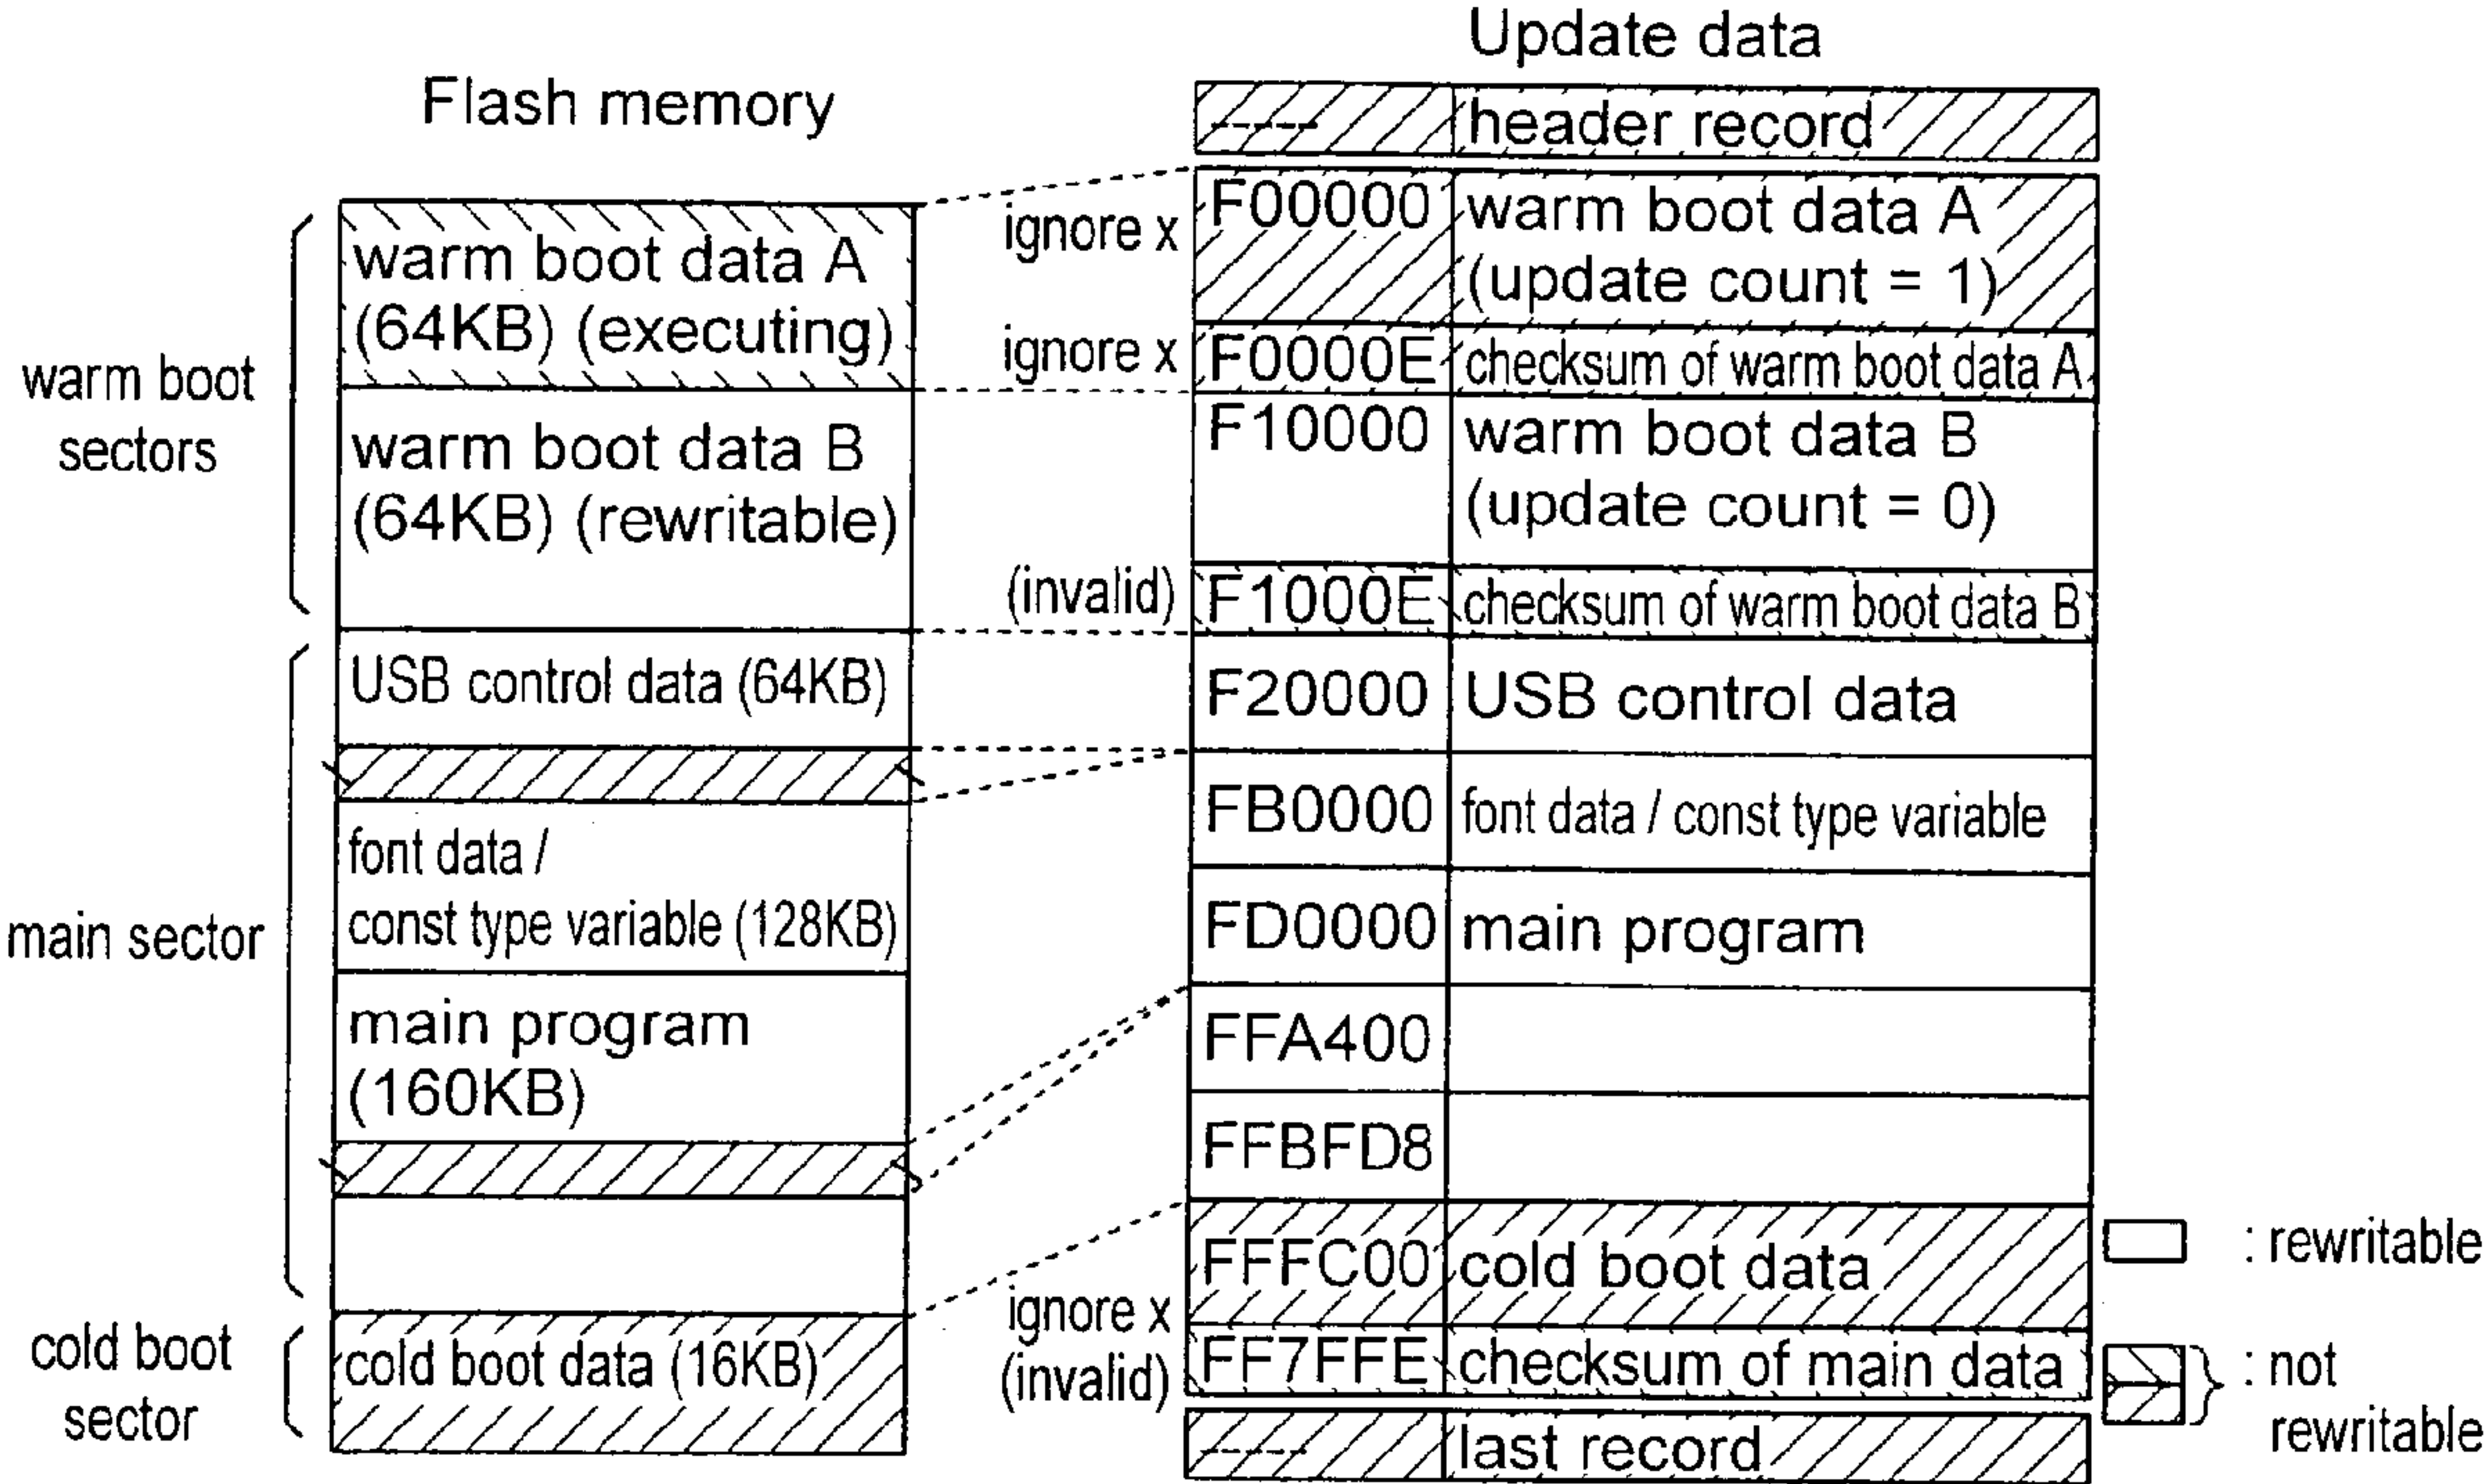 Flash memory
warm boot
sectors
main sector
cold boot
sector
warm boot data A
(64KB) (executing)
warm boot data B
(64KB) (rewritable)
USB control data (64KB)
font data /
const type variable (128KB)
main program
(160KB)
cold boot data (16KB)
Update data
header record
ignore x
F00000 warm boot data A
(update count = 1)
ignore x
F0000E checksum of warm boot data A
F10000 warm boot data B
(update count = 0)
(invalid)
F1000E checksum of warm boot data B
F20000 USB control data
FB0000 font data / const type variable
FD0000 main program
FFA400
FFBFD8
FFFC00 cold boot data
ignore x
(invalid)
FF7FFE checksum of main data
last record
: rewritable
: not
rewritable